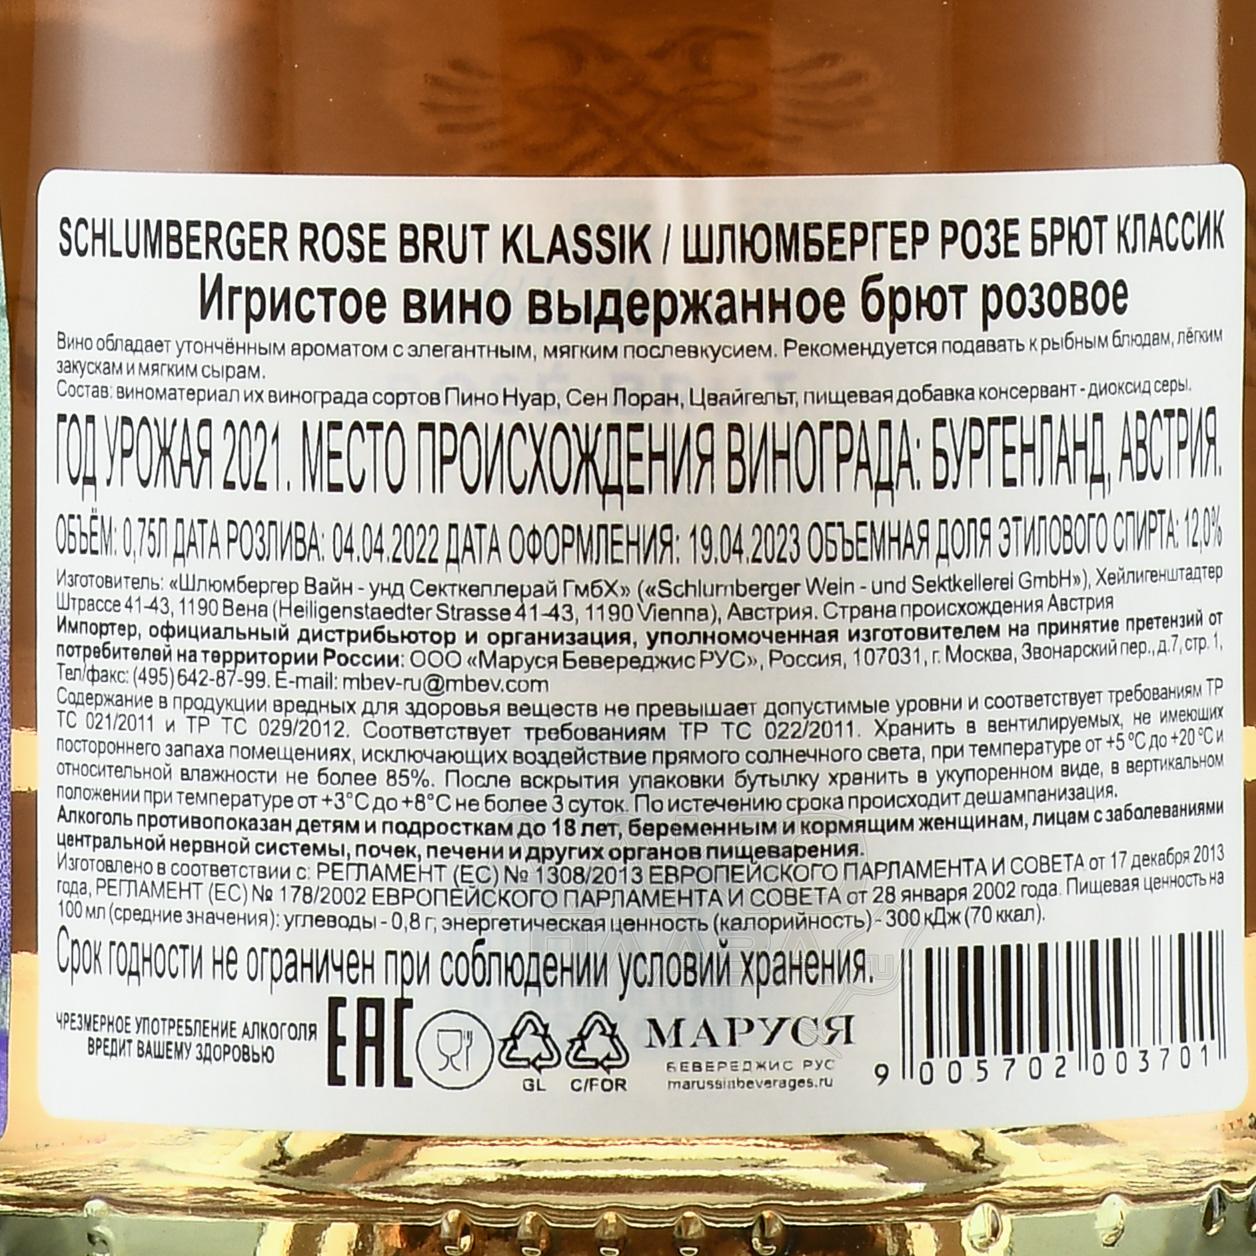 SCHLUMBERGER ROSE BRUT KLASSIK / ШЛЮМБЕРГЕР РОЗЕ БРЮТ КЛАССИК
Игристое вино выдержанное брют розовое
Вино обладает утончённым ароматом с элегантным, мягким послевкусием. Рекомендуется подавать к рыбным блюдам, лёгким
закускам и мягким сырам.
Состав: виноматериал их винограда сортов Пино Нуар, Сен Лоран, Цвайгельт, пищевая добавка консервант - диоксид серы.
ГОД УРОЖАЯ 2021. МЕСТО ПРОИСХОЖДЕНИЯ ВИНОГРАДА: БУРГЕНЛАНД, АВСТРИЯ.
ОБЪЁМ: 0,75Л ДАТА РОЗЛИВА: 04.04.2022 ДАТА ОФОРМЛЕНИЯ: 19.04.2023 ОБЪЕМНАЯ ДОЛЯ ЭТИЛОВОГО СПИРТА: 12,0%
Изготовитель: «Шлюмбергер Вайн - унд Секткеллерай ГмбХ» («Schlumberger Wein - und Sektkellerei GmbH»), Хейлигенштадтер
Штрассе 41-43, 1190 Вена (Heiligenstaedter Strasse 41-43, 1190 Vienna), Австрия. Страна происхождения Австрия
Импортер, официальный дистрибьютор и организация, уполномоченная изготовителем на принятие претензий от
потребителей на территории России: ООО «Маруся Бевереджис РУС», Россия, 107031, г. Москва, Звонарский пер., д.7, стр. 1,
Тел/факс: (495) 642-87-99. E-mail: mbev-ru@mbev.com
Содержание в продукции вредных для здоровья веществ не превышает допустимые уровни и соответствует требованиям ТР
ТС 021/2011 и ТР ТС 029/2012. Соответствует требованиям ТР ТС 022/2011. Хранить в вентилируемых, не имеющих
постороннего запаха помещениях, исключающих воздействие прямого солнечного света, при температуре от +5 °С до +20 °С и
относительной влажности не более 85%. После вскрытия упаковки бутылку хранить в укупоренном виде, в вертикальном
положении при температуре от +3°С до +8°С не более 3 суток. По истечению срока происходит дешампанизация.
Алкоголь противопоказан детям и подросткам до 18 лет, беременным и кормящим женщинам, лицам с заболеваниями
центральной нервной системы, почек, печени и других органов пищеварения.
Изготовлено в соответствии с: РЕГЛАМЕНТ (ЕС) № 1308/2013 ЕВРОПЕЙСКОГО ПАРЛАМЕНТА И СОВЕТА от 17 декабря 2013
года, РЕГЛАМЕНТ (ЕС) № 178/2002 ЕВРОПЕЙСКОГО ПАРЛАМЕНТА И СОВЕТА от 28 января 2002 года. Пищевая ценность на
100 мл (средние значения): углеводы - 0,8 г; энергетическая ценность (калорийность) - 300 кДж (70 ккал).
Срок годности не ограничен при соблюдении условий хранения.
ЧРЕЗМЕРНОЕ УПОТРЕБЛЕНИЕ АЛКОГОЛЯ
ВРЕДИТ ВАШЕМУ ЗДОРОВЬЮ
ЕАС
GL
C/FOR
МАРУСЯ
БЕВЕРЕДЖИС РУС
marussiabeverages.ru
9 005702 003701